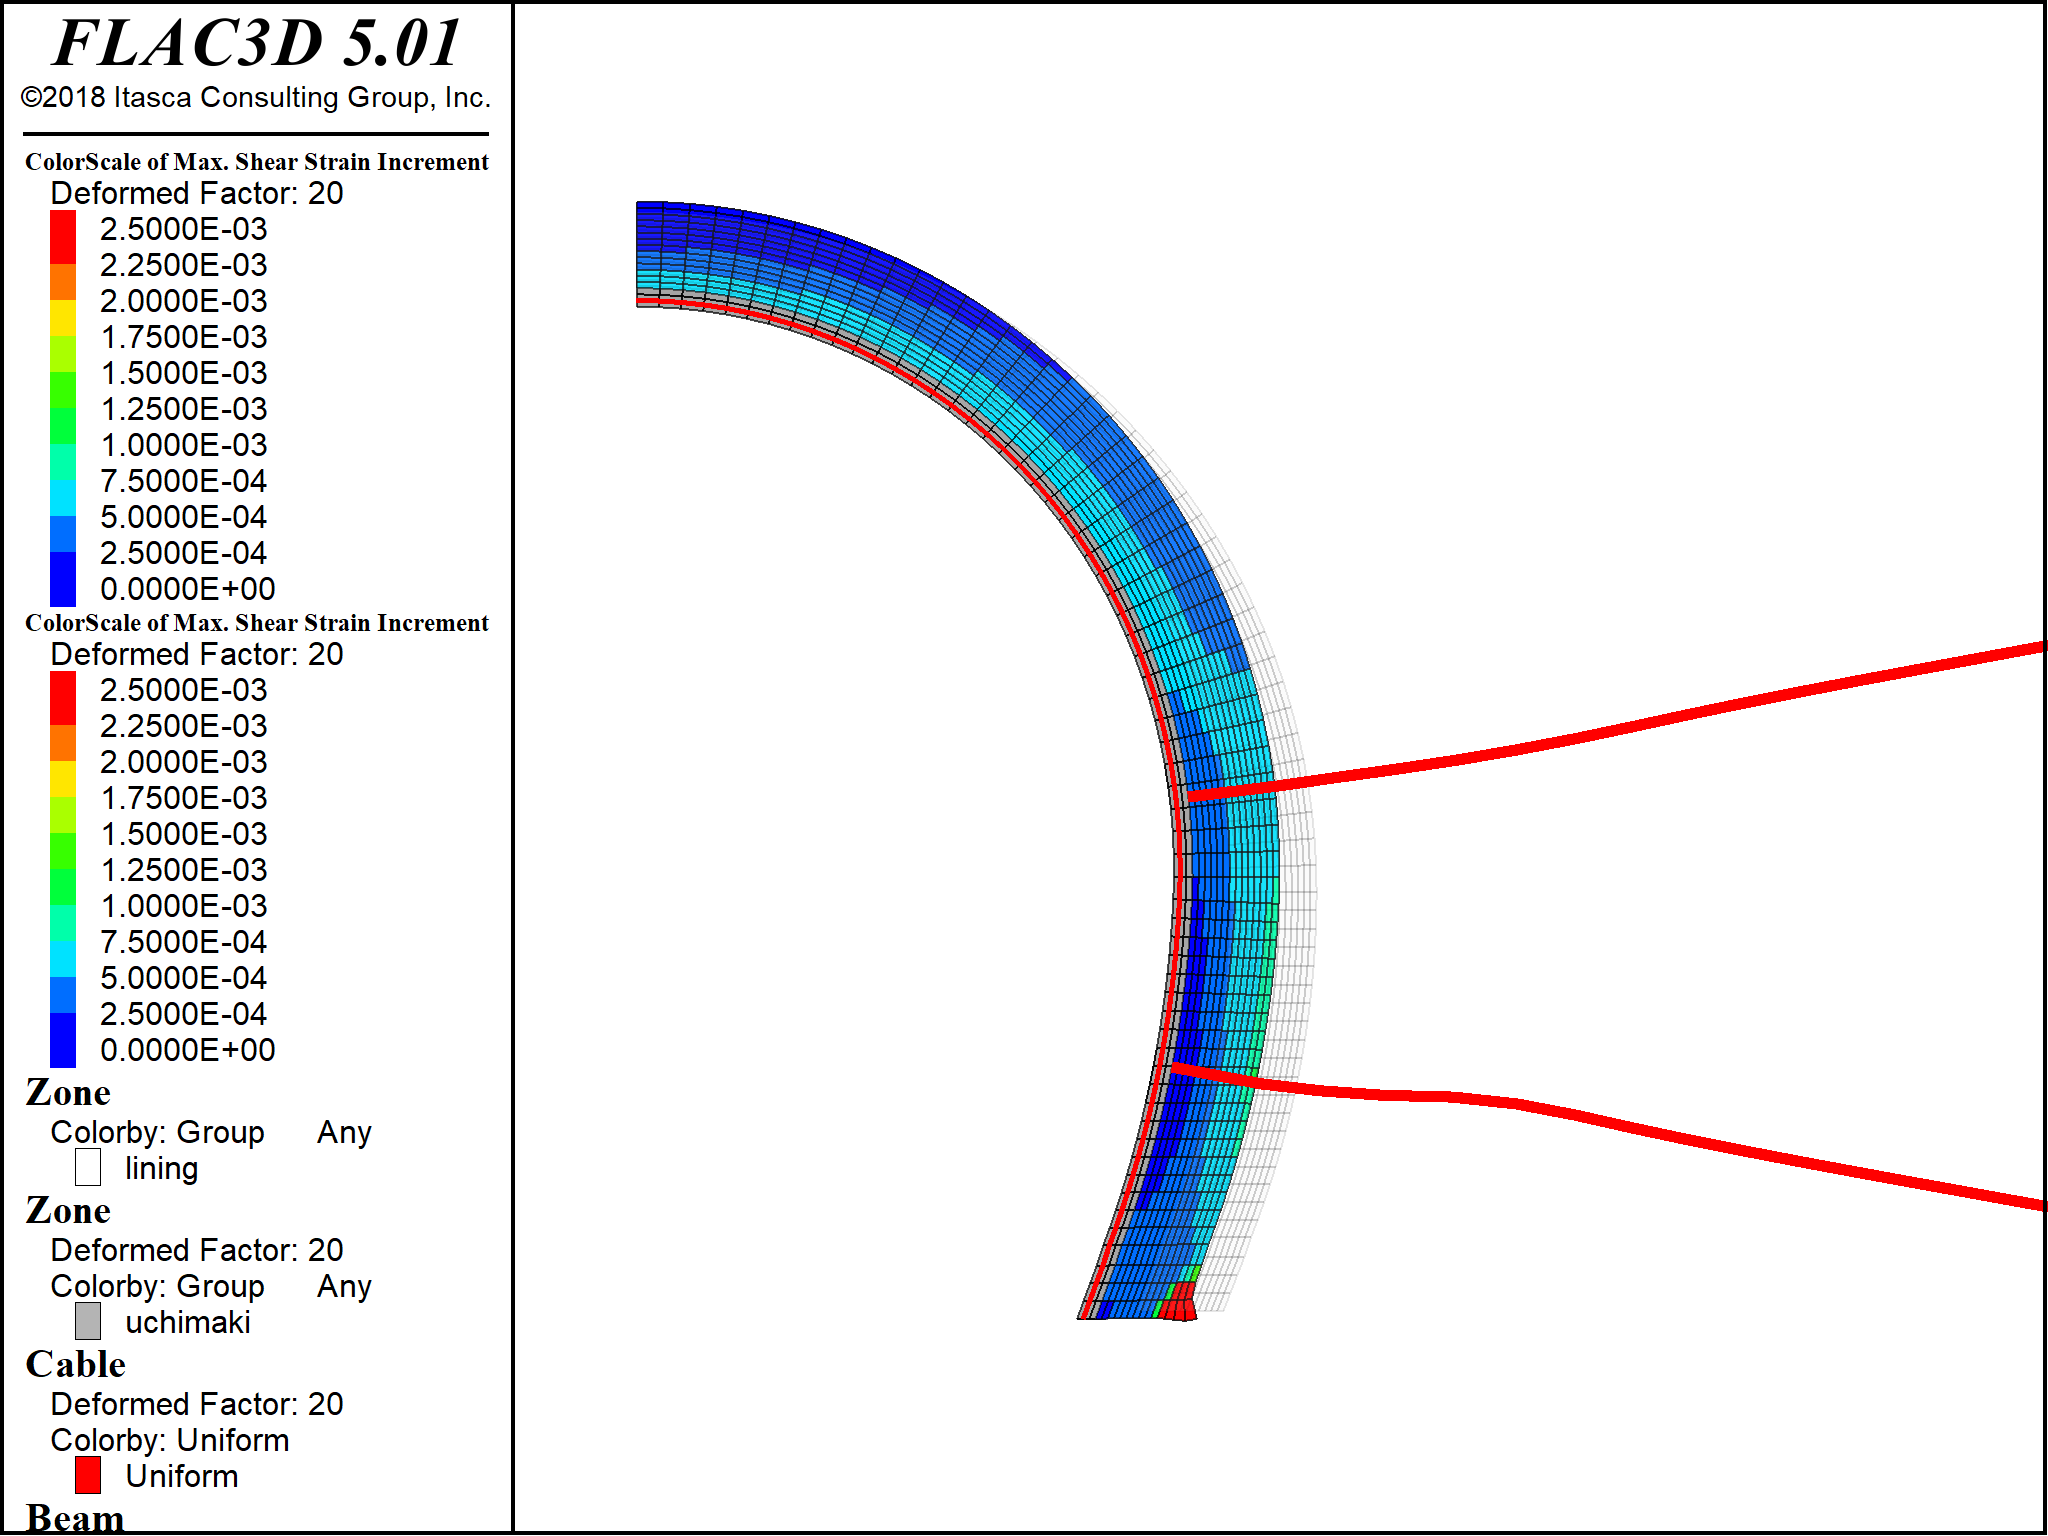 FLAC3D 5.01
©2018 Itasca Consulting Group, Inc.
ColorScale of Max. Shear Strain Increment
Deformed Factor: 20
2.5000E-03
2.2500E-03
2.0000E-03
1.7500E-03
1.5000E-03
1.2500E-03
1.0000E-03
7.5000E-04
5.0000E-04
2.5000E-04
0.0000E+00
ColorScale of Max. Shear Strain Increment
Deformed Factor: 20
2.5000E-03
2.2500E-03
2.0000E-03
1.7500E-03
1.5000E-03
1.2500E-03
1.0000E-03
7.5000E-04
5.0000E-04
2.5000E-04
0.0000E+00
Zone
Colorby: Group Any
lining
Zone
Deformed Factor: 20
Colorby: Group Any
uchimaki
Cable
Deformed Factor: 20
Colorby: Uniform
Uniform
Beam